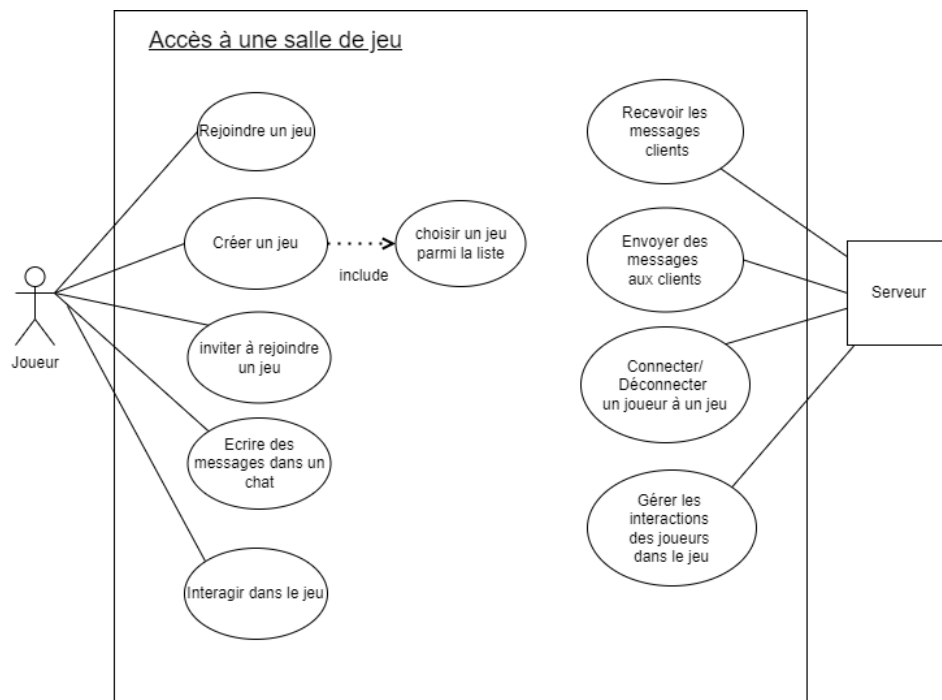 Accès à une salle de jeu
Rejoindre un jeu
Créer un jeu
include
choisir un jeu
parmi la liste
inviter à rejoindre
un jeu
Ecrire des
messages dans un
chat
Interagir dans le jeu
Joueur
Recevoir les
messages
clients
Envoyer des
messages
aux clients
Connecter/
Déconnecter
un joueur à un jeu
Gérer les
interactions
des joueurs
dans le jeu
Serveur